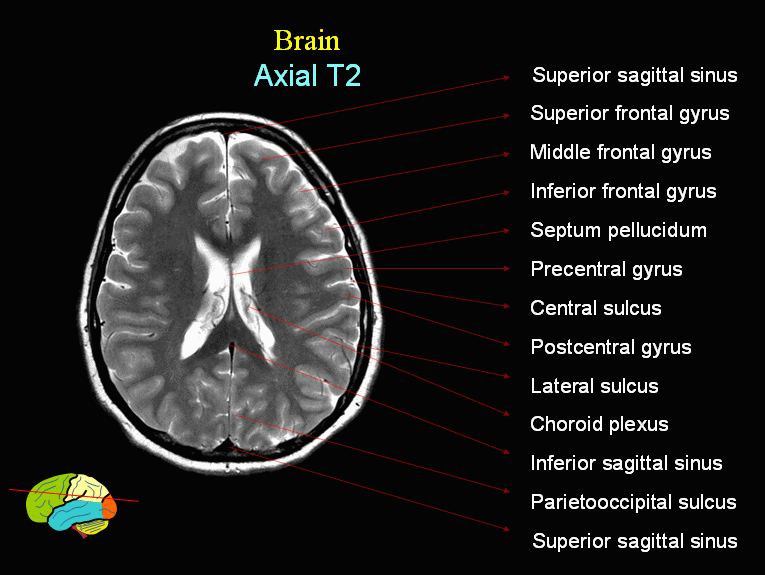 Brain
Axial T2
Superior sagittal sinus
Superior frontal gyrus
Middle frontal gyrus
Inferior frontal gyrus
Septum pellucidum
Precentral gyrus
Central sulcus
Postcentral gyrus
Lateral sulcus
Choroid plexus
Inferior sagittal sinus
Parietooccipital sulcus
Superior sagittal sinus